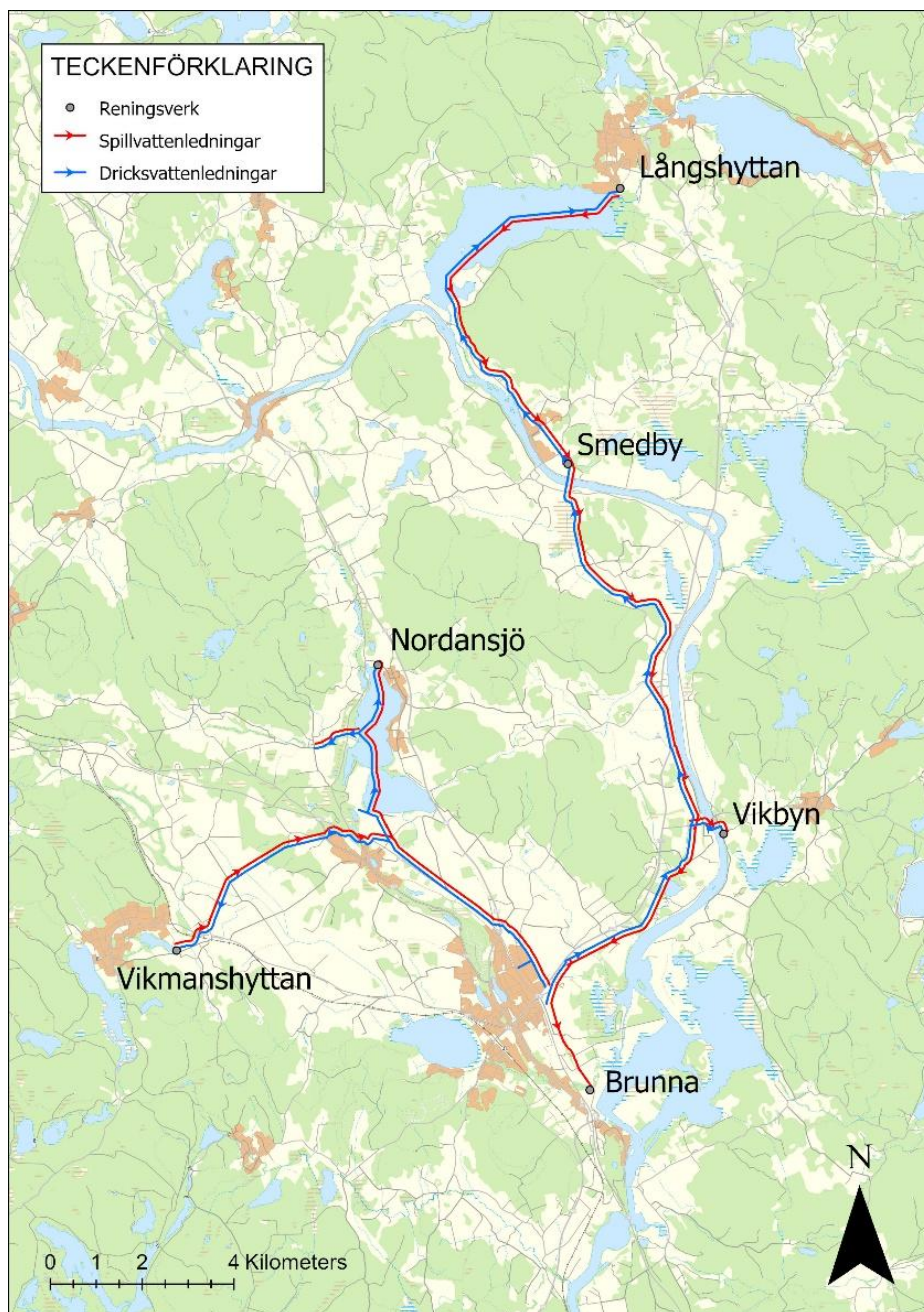 TECKENFÖRKLARING
Reningsverk
Spillvattenledningar
Dricksvattenledningar
Långshyttan
Smedby
Nordansjö
Vikbyn
Vikmanshyttan
Brunna
N
0 1 2 4 Kilometers